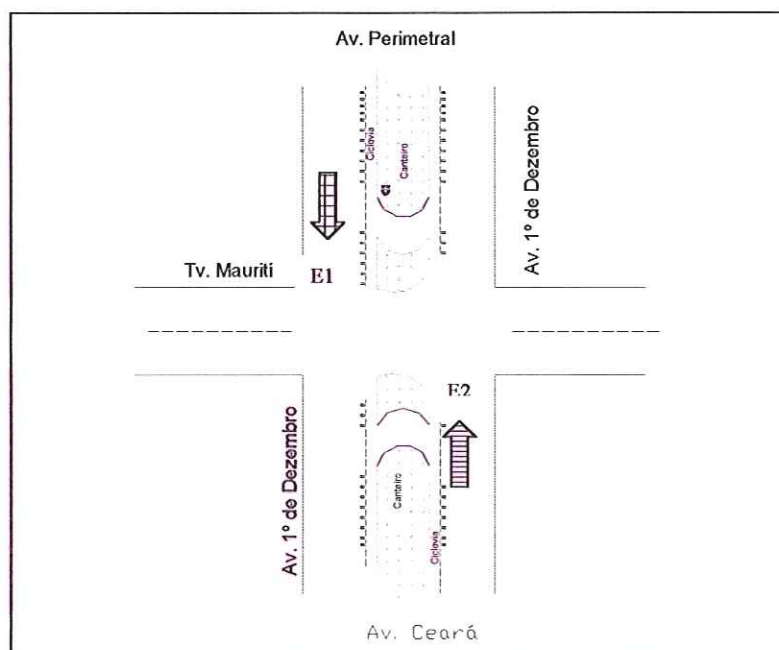 Av. Perimetral
Ciclovia
Canteiro
Av. 1º de Dezembro
Tv. Mauriti
E1
E2
Av. 1º de Dezembro
Canteiro
Ciclovia
Av. Ceará